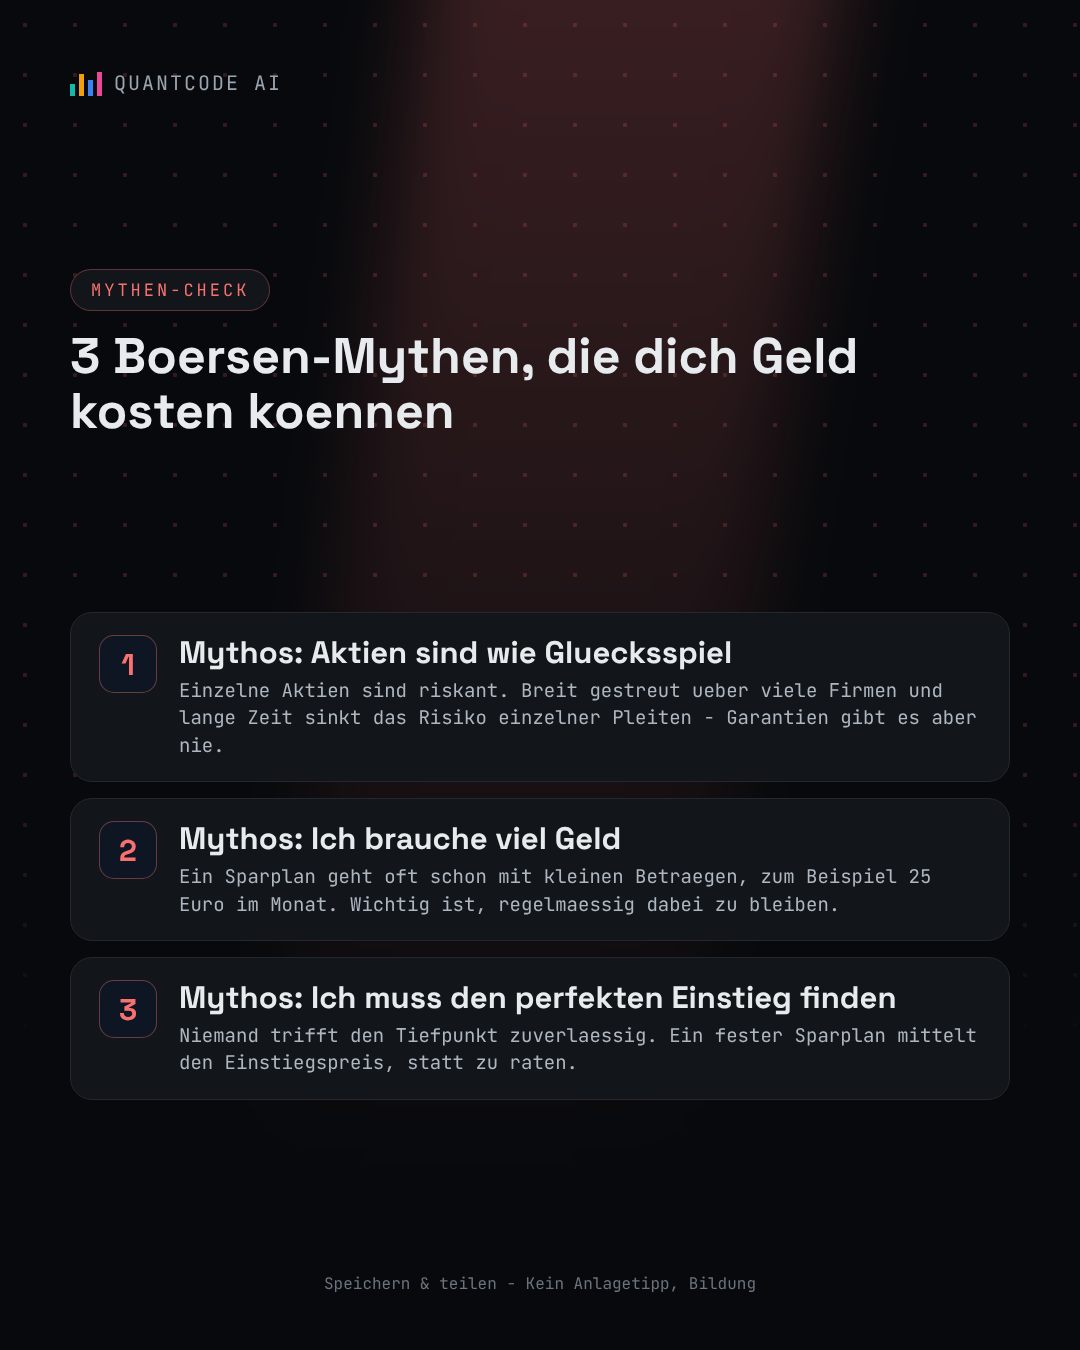 QUANTCODE AI
MYTHEN-CHECK
3 Boersen-Mythen, die dich Geld
kosten koennen
1
Mythos: Aktien sind wie Gluecksspiel
Einzelne Aktien sind riskant. Breit gestreut ueber viele Firmen und
lange Zeit sinkt das Risiko einzelner Pleiten - Garantien gibt es aber
nie.
2
Mythos: Ich brauche viel Geld
Ein Sparplan geht oft schon mit kleinen Betraegen, zum Beispiel 25
Euro im Monat. Wichtig ist, regelmaessig dabei zu bleiben.
3
Mythos: Ich muss den perfekten Einstieg finden
Niemand trifft den Tiefpunkt zuverlaessig. Ein fester Sparplan mittelt
den Einstiegspreis, statt zu raten.
Speichern & teilen - Kein Anlagetipp, Bildung